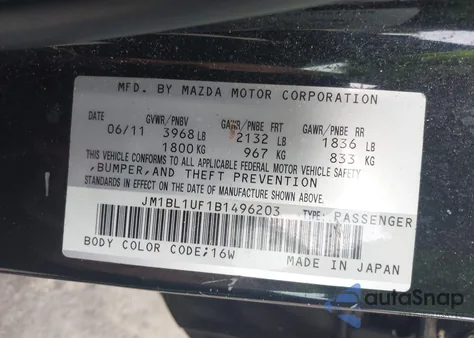 MFD. BY MAZDA MOTOR CORPORATION
DATE GVWR/PNBV GAWR/PNBE FRT GAWR/PNBE RR
06/11 3968 LB 2132 LB 1836 LB
1800 KG 967 KG 833 KG
THIS VEHICLE CONFORMS TO ALL APPLICABLE FEDERAL MOTOR VEHICLE SAFETY
,BUMPER,AND THEFT PREVENTION
STANDARDS IN EFFECT ON THE DATE OF MANUFACTURE SHOWN ABOVE.
JM1BL1UF1B1496203 TYPE: PASSENGER
BODY COLOR CODE;16W MADE IN JAPAN
autoSnap